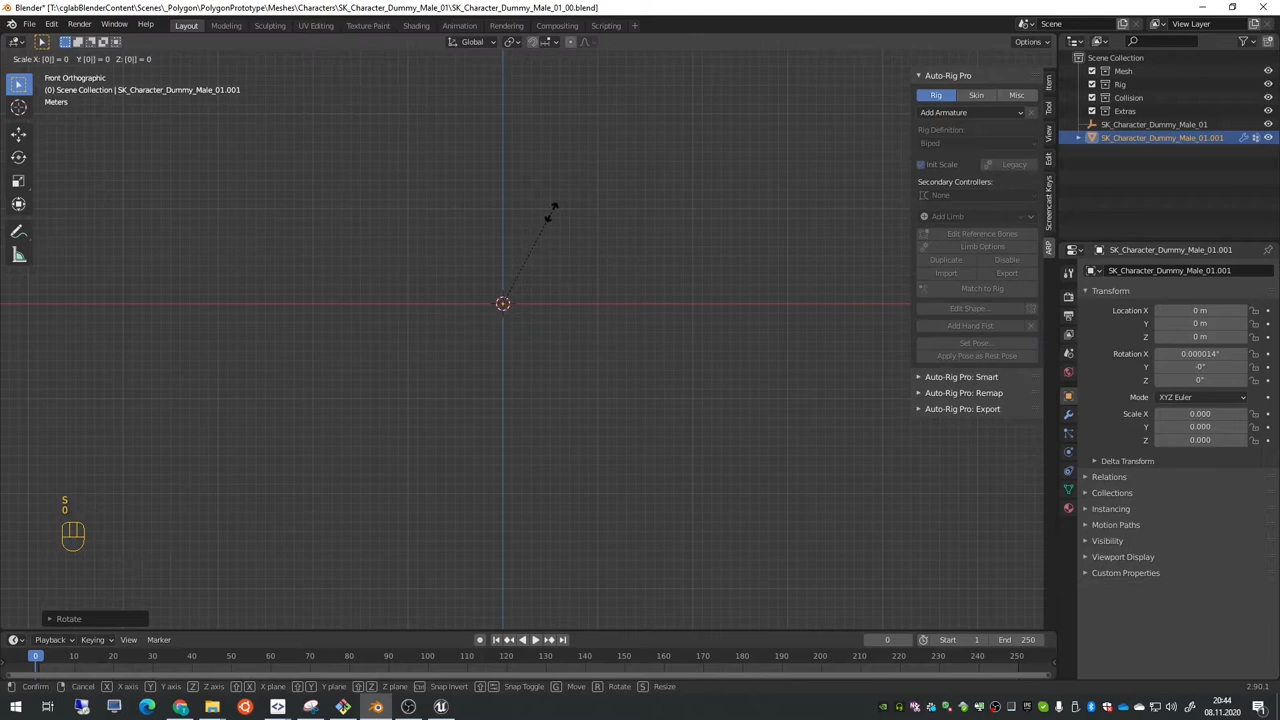 Blender* [D:\_cglabBlenderContent\Scenes\_Polygon\PolygonPrototype\Meshes\Characters\SK_Character_Dummy_Male_01\SK_Character_Dummy_Male_01_00.blend]
File Edit Render Window Help Layout Modeling Sculpting UV Editing Texture Paint Shading Animation Rendering Compositing Scripting Scene View Layer
Global Options
Scale X: [0|] = 0 Y: [0|] = 0 Z: [0|] = 0
Front Orthographic
(0) Scene Collection | SK_Character_Dummy_Male_01.001
Meters
Auto-Rig Pro
Rig Skin Misc
Add Armature
Rig Definition:
Biped
Init Scale Legacy
Secondary Controllers:
None
Add Limb
Edit Reference Bones
Limb Options
Duplicate Disable
Import Export
Match to Rig
Edit Shape...
Add Hand Fist
Set Pose...
Apply Pose as Rest Pose
Auto-Rig Pro: Smart
Auto-Rig Pro: Remap
Auto-Rig Pro: Export
Item
Tool
View
Edit
Screencast Keys
ARP
Scene Collection
Mesh
Rig
Collision
Extras
SK_Character_Dummy_Male_01
SK_Character_Dummy_Male_01.001
SK_Character_Dummy_Male_01.001
SK_Character_Dummy_Male_01.001
Transform
Location X 0 m
Y 0 m
Z 0 m
Rotation X 0.000014°
Y -0°
Z 0°
Mode XYZ Euler
Scale X 0.000
Y 0.000
Z 0.000
Delta Transform
Relations
Collections
Instancing
Motion Paths
Visibility
Viewport Display
Custom Properties
S
0
Rotate
Playback Keying View Marker 0 Start 1 End 250
0 10 20 30 40 50 60 70 80 90 100 110 120 130 140 150 160 170 180 190 200 210 220 230 240 250
Confirm Cancel X X axis Y Y axis Z Z axis X X plane Y Y plane Z Z plane Ctrl Snap Invert Snap Toggle G Move R Rotate S Resize 2.90.1
20:44
08.11.2020